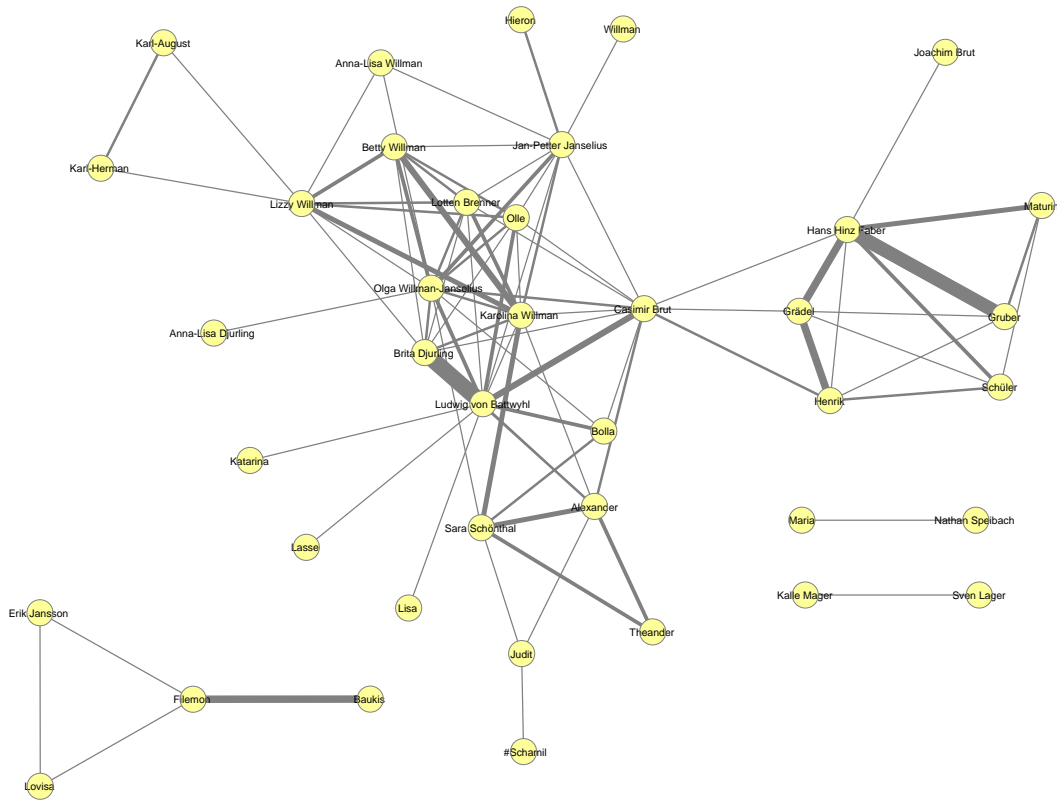 Hieron
Willman
Karl-August
Joachim Brut
Anna-Lisa Willman
Betty Willman
Jan-Petter Janselius
Karl-Herman
Lizzy Willman
Lotten Brenner
Maturin
Olle
Hans Hinz Faber
Olga Willman-Janselius
Karolina Willman
Casimir Brut
Grädel
Gruber
Anna-Lisa Djurling
Brita Djurling
Schüler
Ludwig von Battwyhl
Henrik
Bolla
Katarina
Alexander
Maria
Nathan Speibach
Sara Schönthal
Lasse
Kalle Mager
Sven Lager
Lisa
Erik Jansson
Theander
Judit
Filemon
Baukis
#Schamil
Lovisa